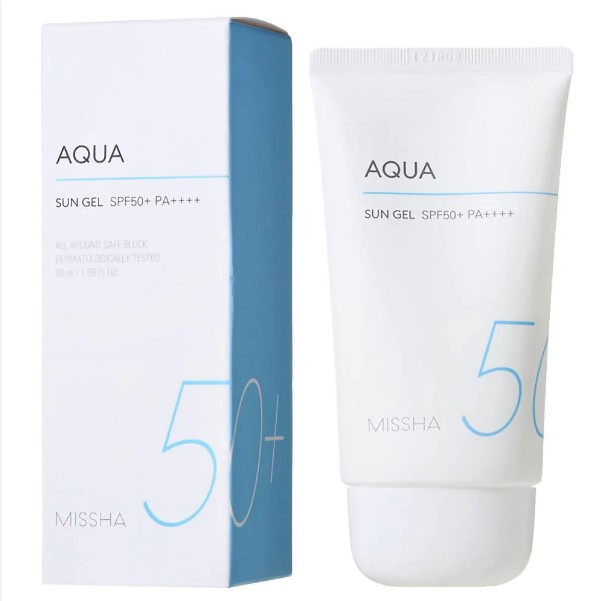 AQUA
SUN GEL SPF50+ PA++++
ALL AROUND SAFE BLOCK
DERMATOLOGICALLY TESTED
50ml / 1.69 FL.OZ
50+
MISSHA
AQUA
SUN GEL SPF50+ PA++++
50
MISSHA